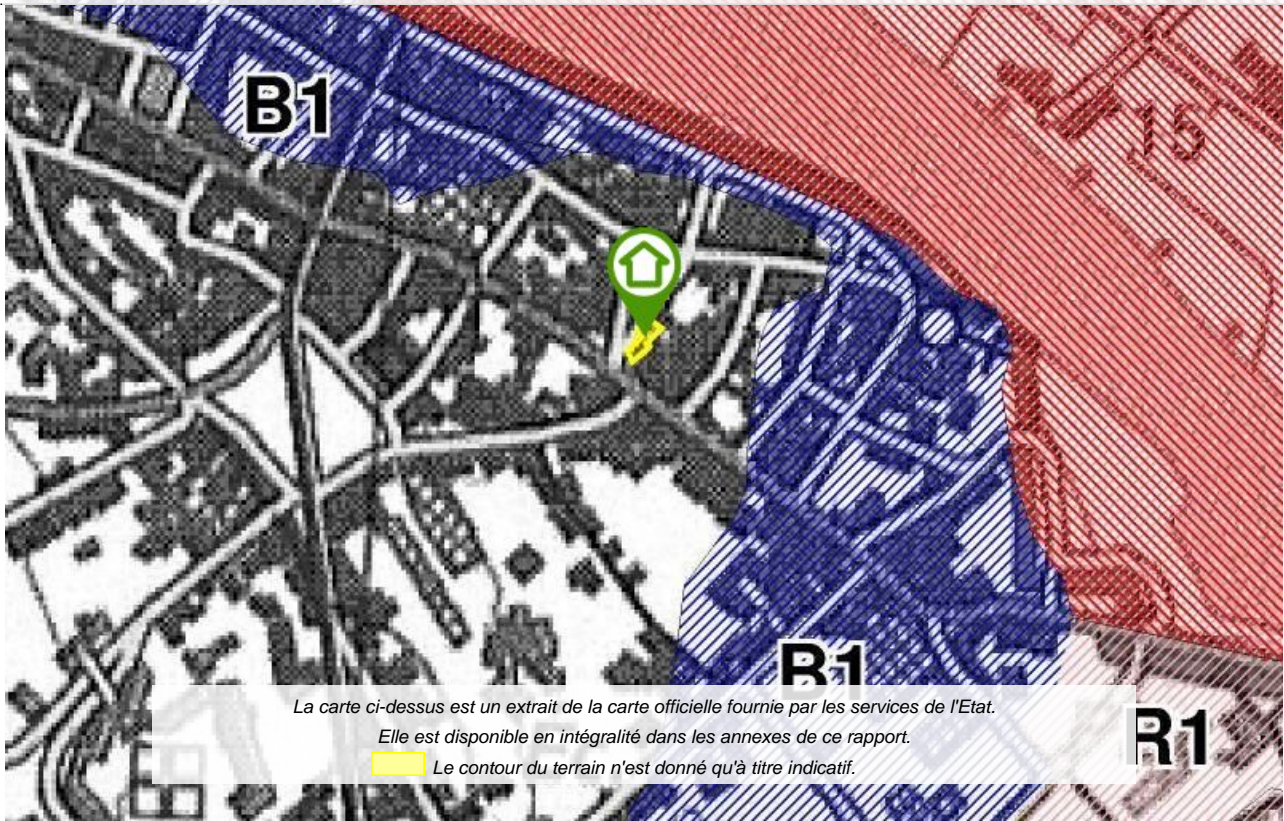 B1
15
B1
R1
La carte ci-dessus est un extrait de la carte officielle fournie par les services de l'Etat.
Elle est disponible en intégralité dans les annexes de ce rapport.
Le contour du terrain n'est donné qu'à titre indicatif.